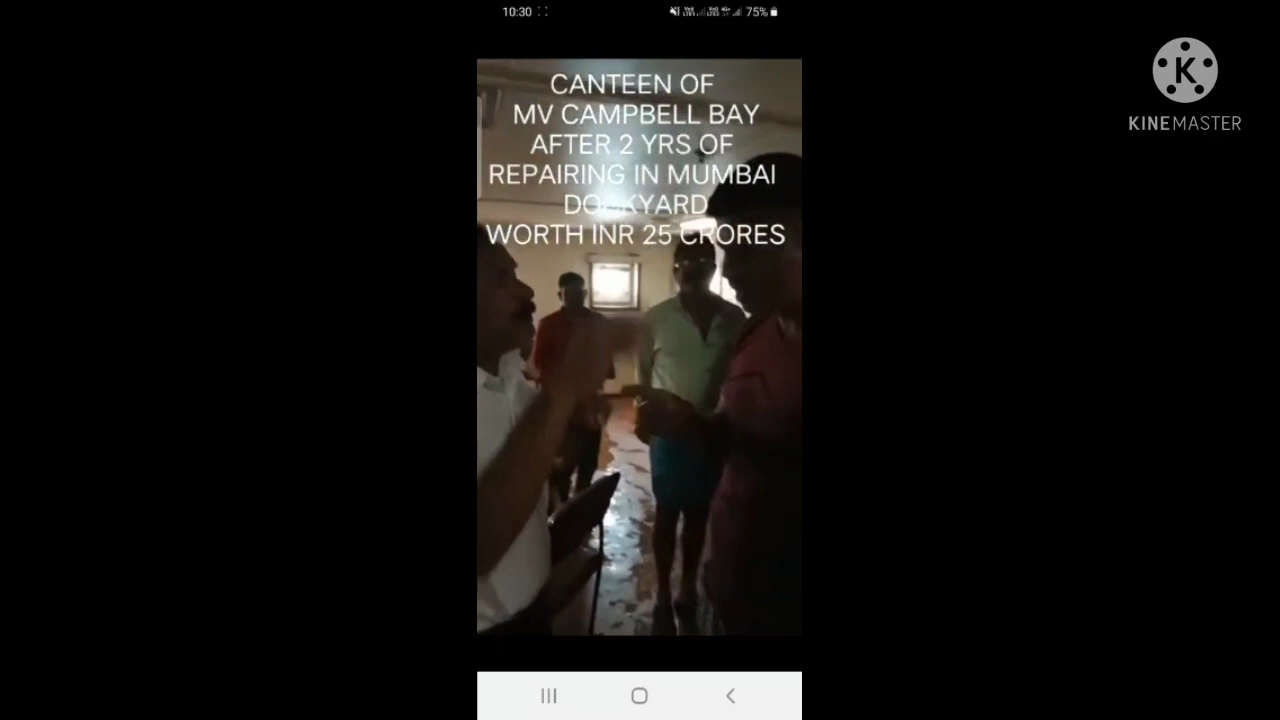 10:30
75%
CANTEEN OF
MV CAMPBELL BAY
AFTER 2 YRS OF
REPAIRING IN MUMBAI
DOCKYARD
WORTH INR 25 CRORES
K
KINEMASTER